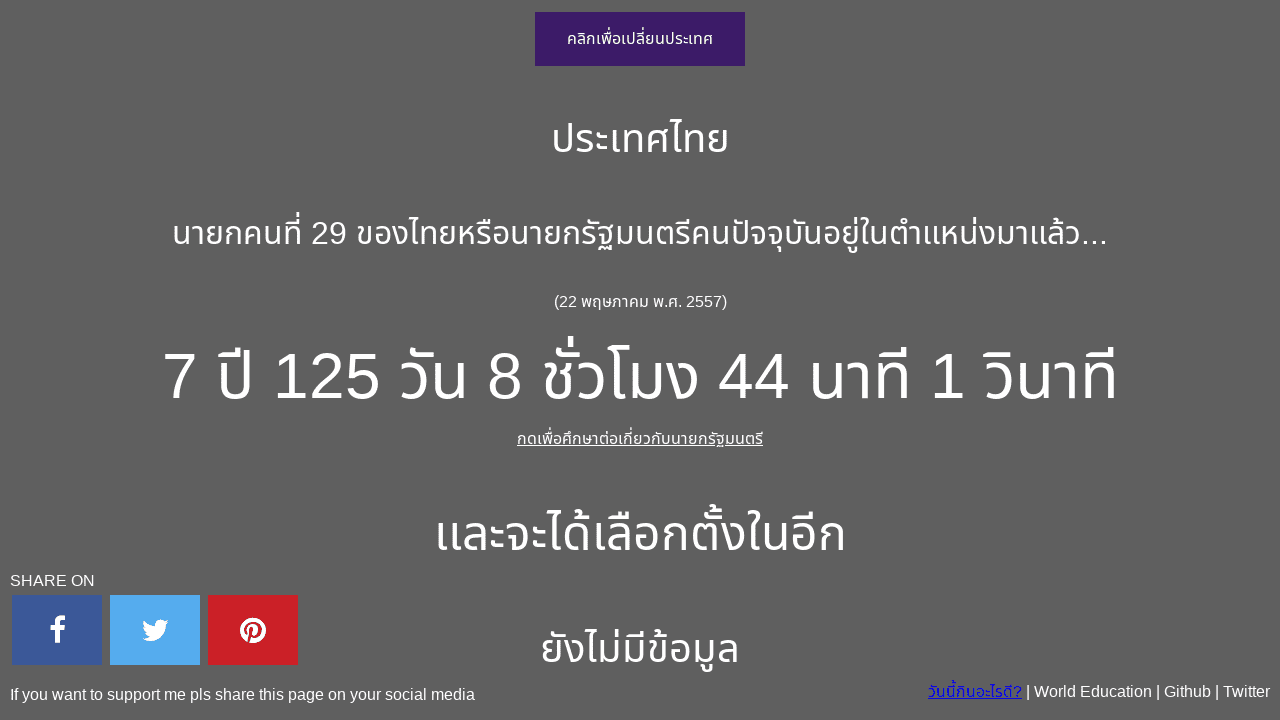 คลิกเพื่อเปลี่ยนประเทศ
ประเทศไทย
นายกคนที่ 29 ของไทยหรือนายกรัฐมนตรีคนปัจจุบันอยู่ในตำแหน่งมาแล้ว...
(22 พฤษภาคม พ.ศ. 2557)
7 ปี 125 วัน 8 ชั่วโมง 44 นาที 1 วินาที
กดเพื่อศึกษาต่อเกี่ยวกับนายกรัฐมนตรี
และจะได้เลือกตั้งในอีก
SHARE ON
ยังไม่มีข้อมูล
If you want to support me pls share this page on your social media
วันนี้กินอะไรดี? | World Education | Github | Twitter